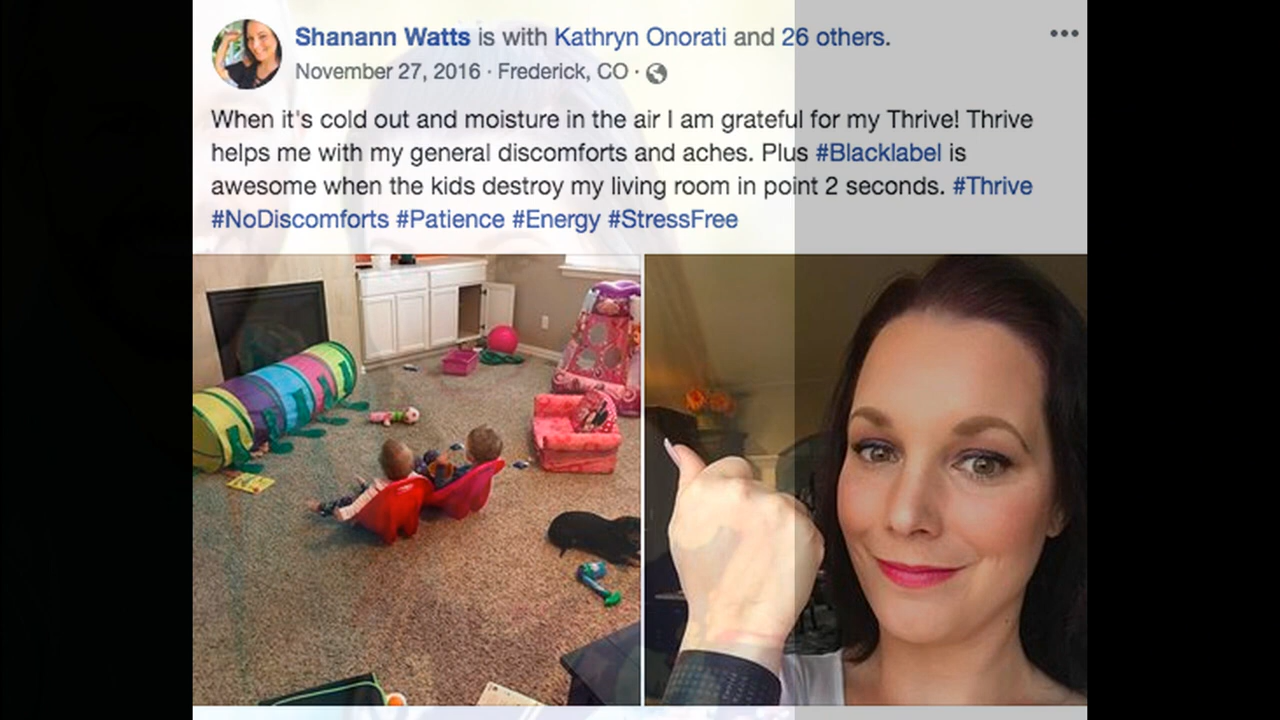 Shanann Watts is with Kathryn Onorati and 26 others.
November 27, 2016 · Frederick, CO ·
When it's cold out and moisture in the air I am grateful for my Thrive! Thrive
helps me with my general discomforts and aches. Plus #Blacklabel is
awesome when the kids destroy my living room in point 2 seconds. #Thrive
#NoDiscomforts #Patience #Energy #StressFree